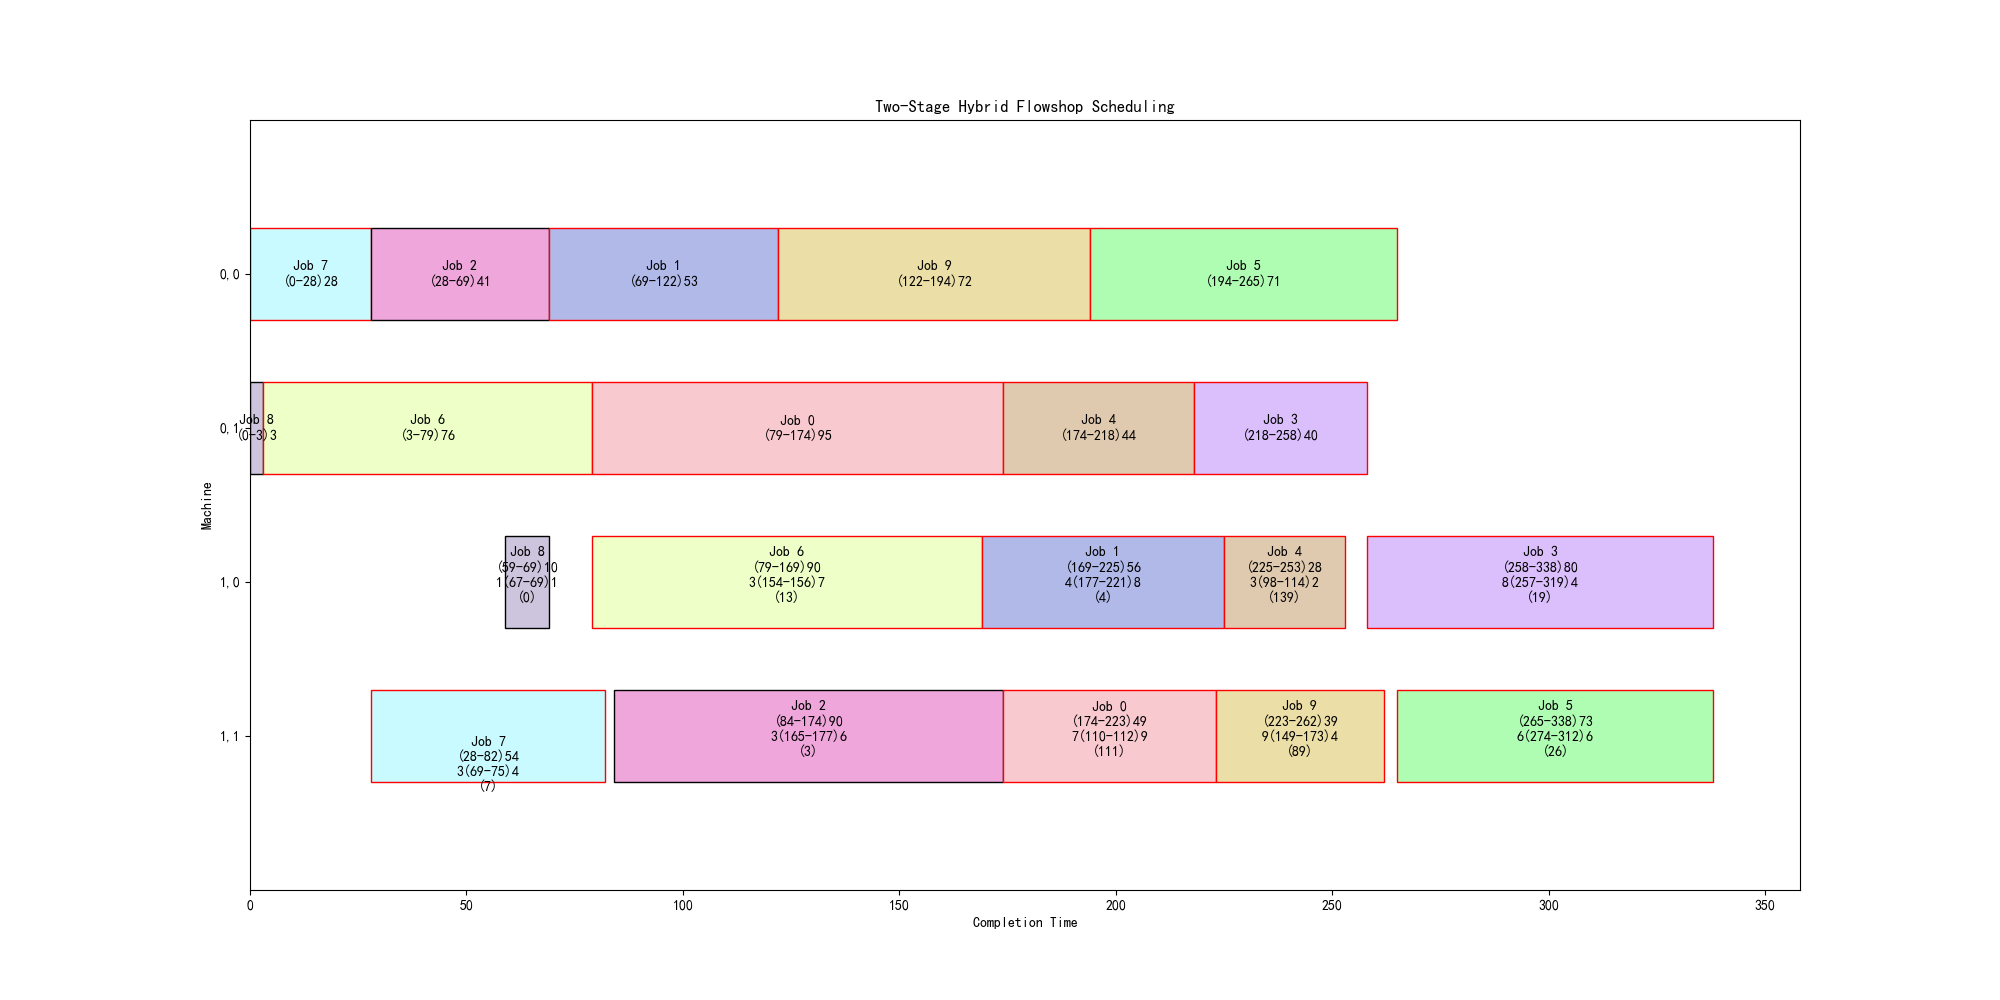 Two-Stage Hybrid Flowshop Scheduling
Machine
0,0
Job 7
(0-28)28
Job 2
(28-69)41
Job 1
(69-122)53
Job 9
(122-194)72
Job 5
(194-265)71
0,1
Job 8
(0-3)3
Job 6
(3-79)76
Job 0
(79-174)95
Job 4
(174-218)44
Job 3
(218-258)40
1,0
Job 8
(59-69)10
1(67-69)1
(0)
Job 6
(79-169)90
3(154-156)7
(13)
Job 1
(169-225)56
4(177-221)8
(4)
Job 4
(225-253)28
3(98-114)2
(139)
Job 3
(258-338)80
8(257-319)4
(19)
1,1
Job 7
(28-82)54
3(69-75)4
(7)
Job 2
(84-174)90
3(165-177)6
(3)
Job 0
(174-223)49
7(110-112)9
(111)
Job 9
(223-262)39
9(149-173)4
(89)
Job 5
(265-338)73
6(274-312)6
(26)
0 50 100 150 200 250 300 350
Completion Time